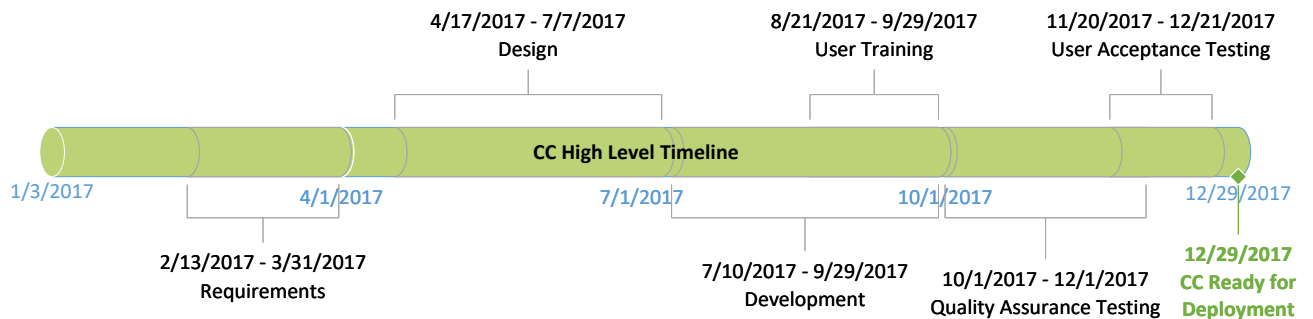 4/17/2017 - 7/7/2017
Design
8/21/2017 - 9/29/2017
User Training
11/20/2017 - 12/21/2017
User Acceptance Testing
CC High Level Timeline
1/3/2017
4/1/2017
7/1/2017
10/1/2017
12/29/2017
2/13/2017 - 3/31/2017
Requirements
7/10/2017 - 9/29/2017
Development
10/1/2017 - 12/1/2017
Quality Assurance Testing
12/29/2017
CC Ready for
Deployment